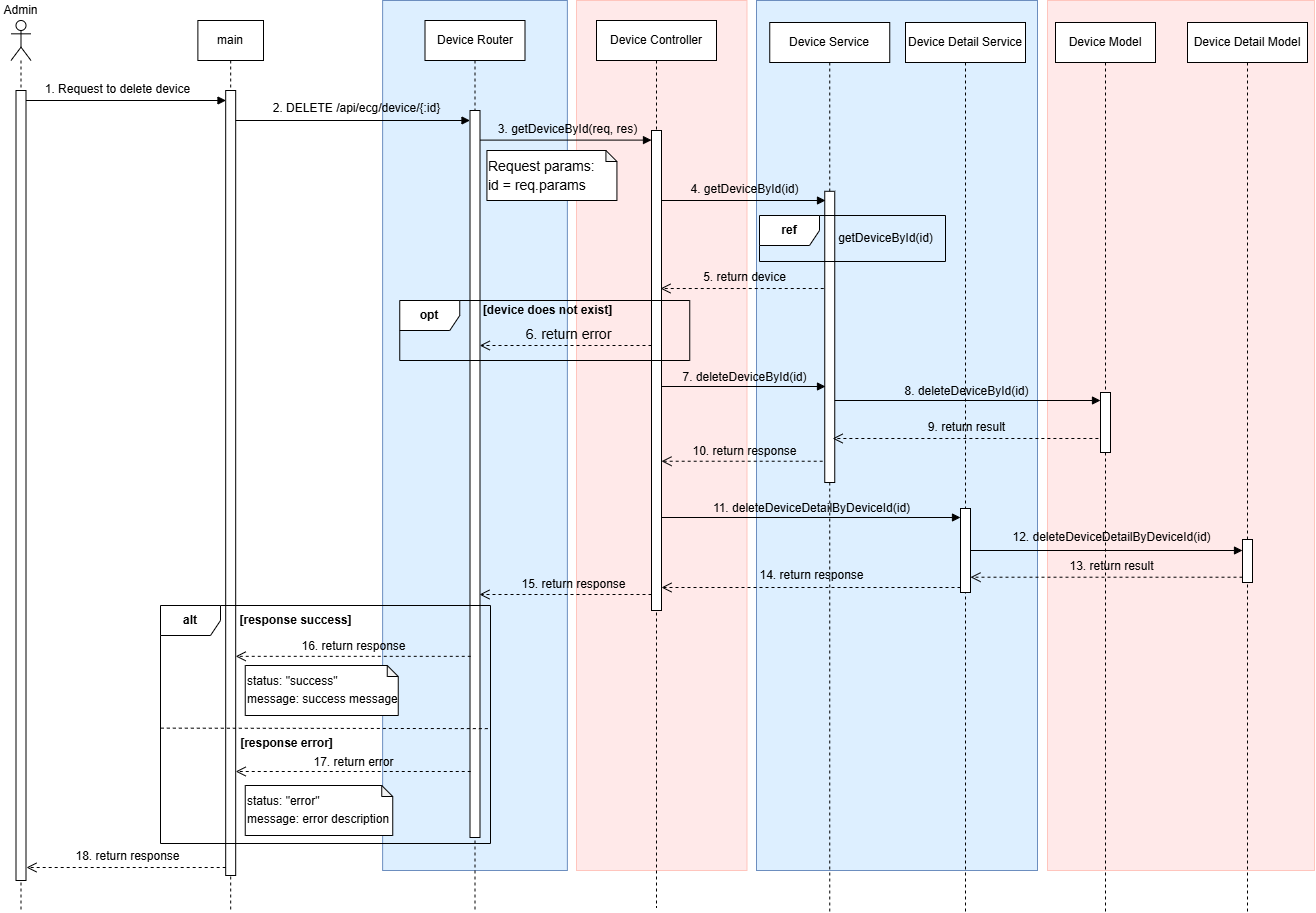 Admin
main
Device Router
Device Controller
Device Service
Device Detail Service
Device Model
Device Detail Model
1. Request to delete device
2. DELETE /api/ecg/device/{:id}
3. getDeviceById(req, res)
Request params:
id = req.params
4. getDeviceById(id)
ref
getDeviceById(id)
5. return device
opt
[device does not exist]
6. return error
7. deleteDeviceById(id)
8. deleteDeviceById(id)
9. return result
10. return response
11. deleteDeviceDetailByDeviceId(id)
12. deleteDeviceDetailByDeviceId(id)
13. return result
14. return response
15. return response
alt
[response success]
16. return response
status: "success"
message: success message
[response error]
17. return error
status: "error"
message: error description
18. return response